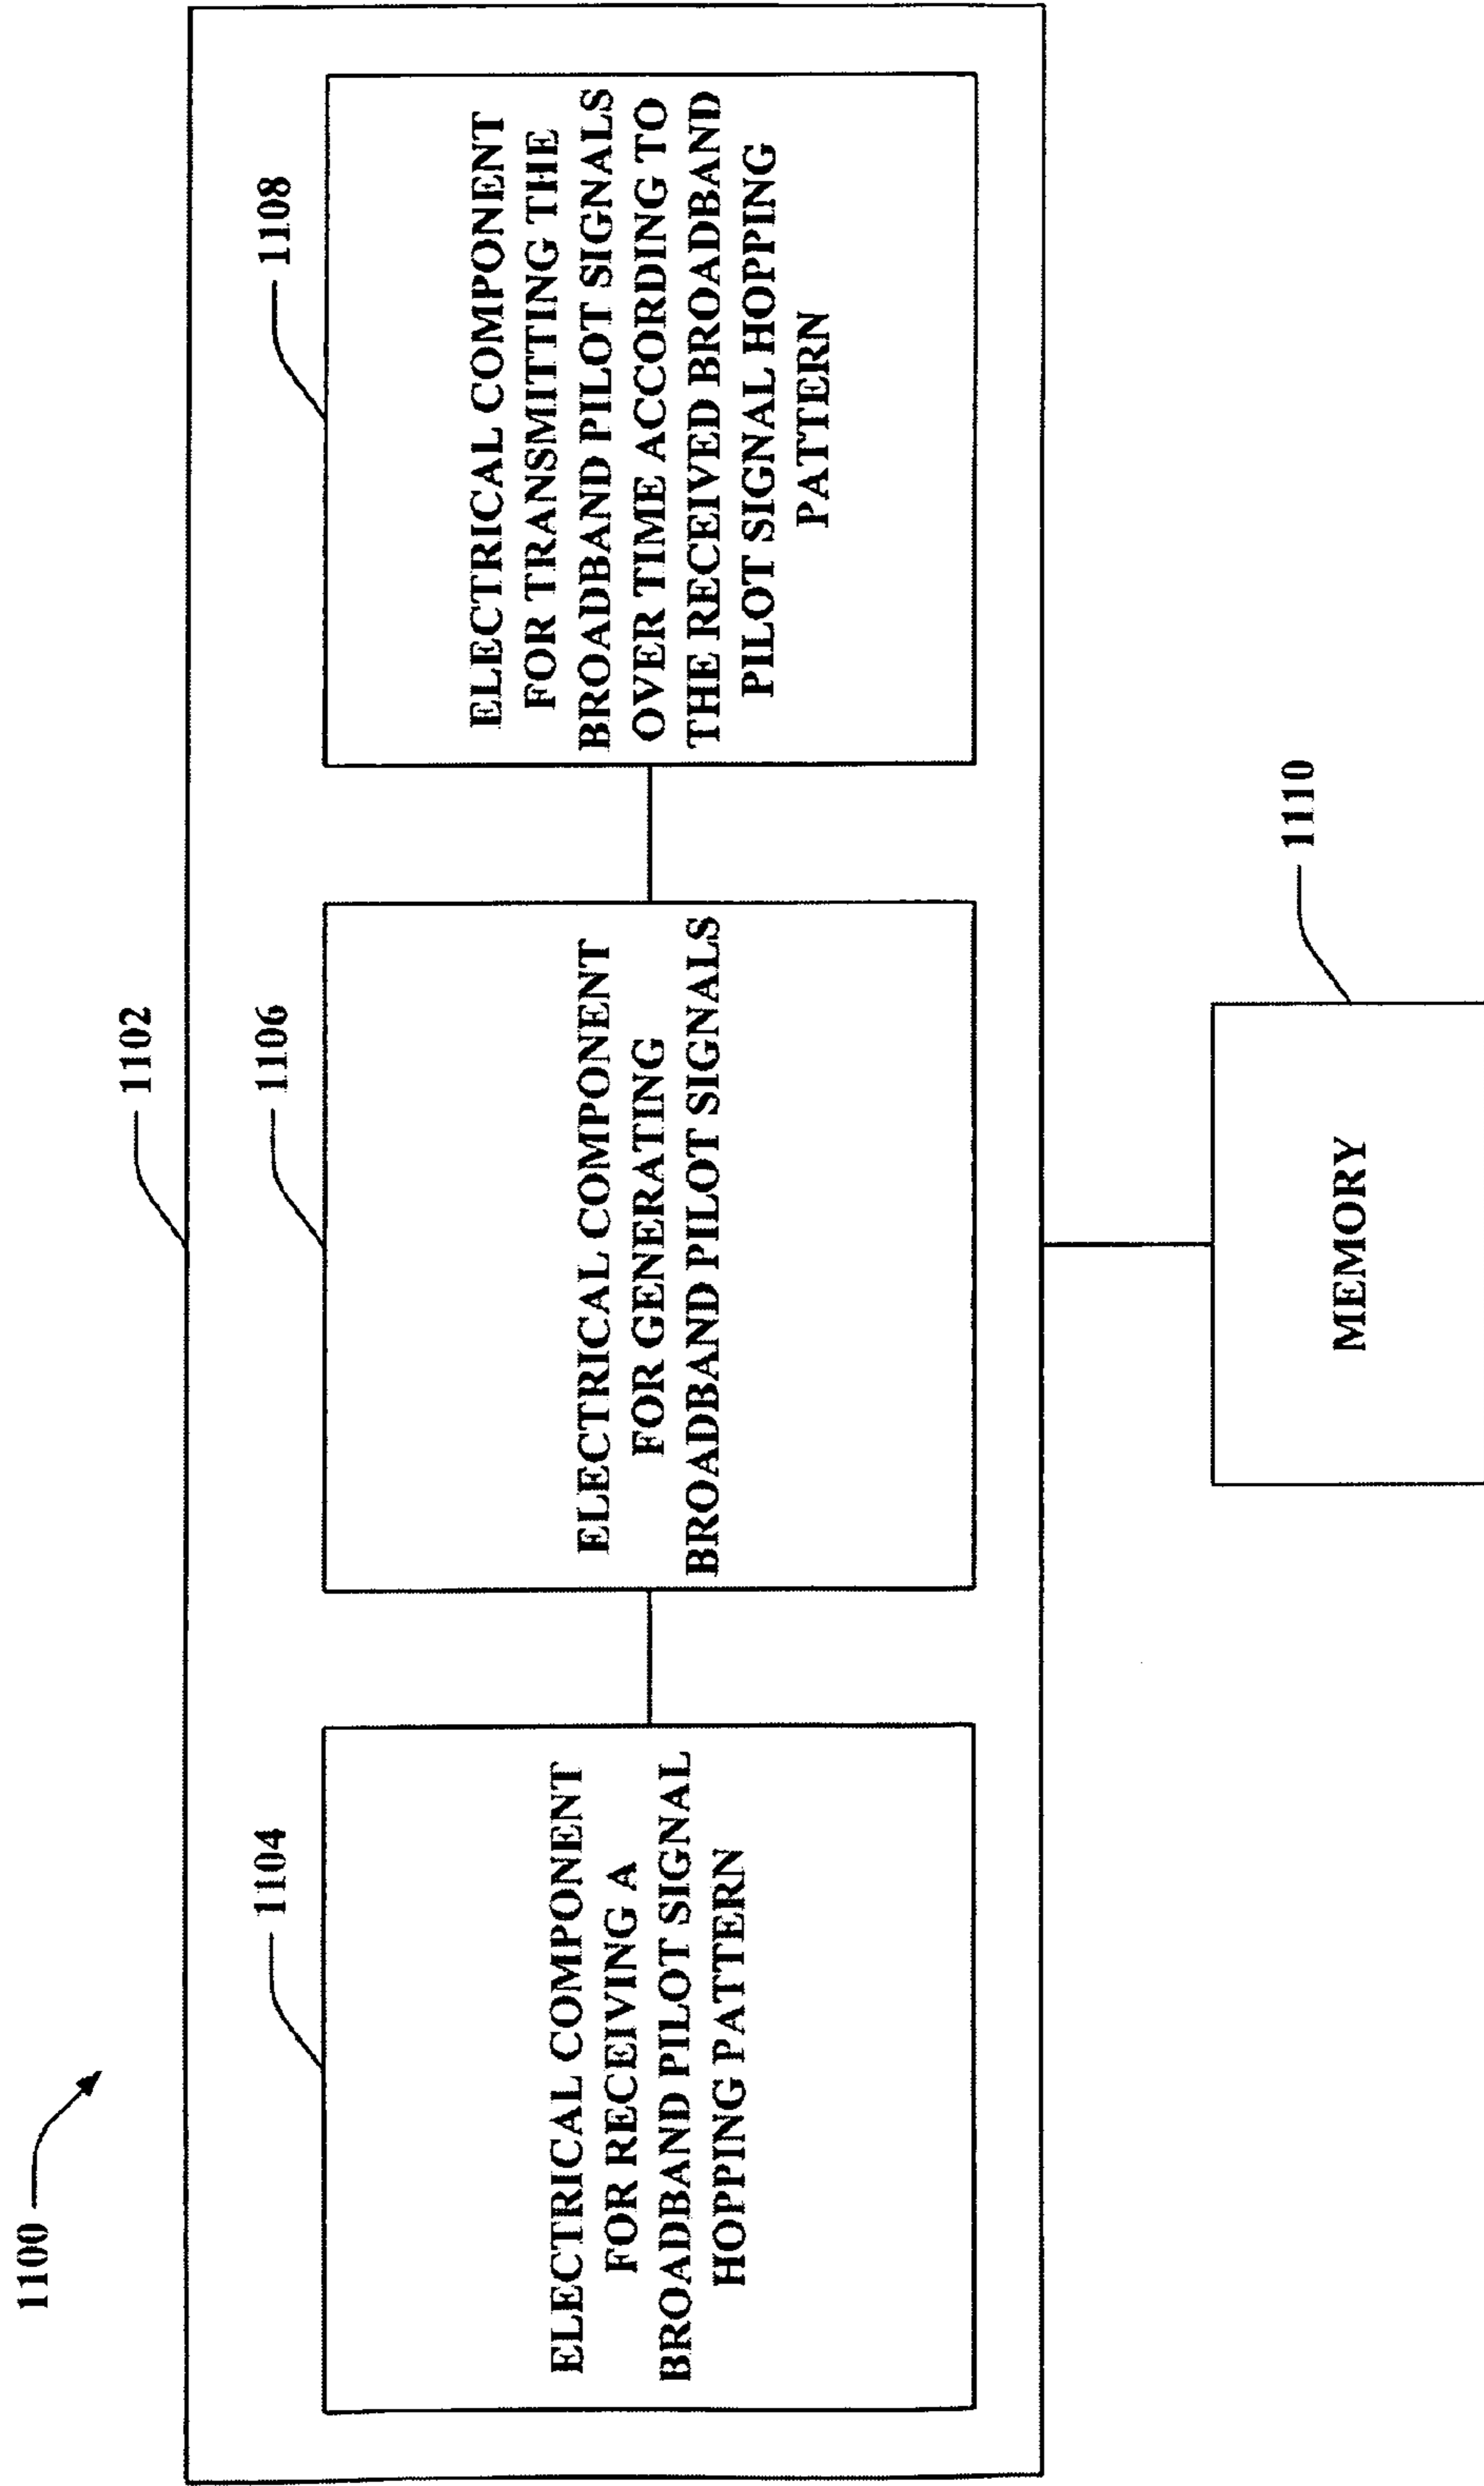 1100
1102
1104
ELECTRICAL COMPONENT
FOR RECEIVING A
BROADBAND PILOT SIGNAL
HOPPING PATTERN
1106
ELECTRICAL COMPONENT
FOR GENERATING
BROADBAND PILOT SIGNALS
1108
ELECTRICAL COMPONENT
FOR TRANSMITTING THE
BROADBAND PILOT SIGNALS
OVER TIME ACCORDING TO
THE RECEIVED BROADBAND
PILOT SIGNAL HOPPING
PATTERN
1110
MEMORY